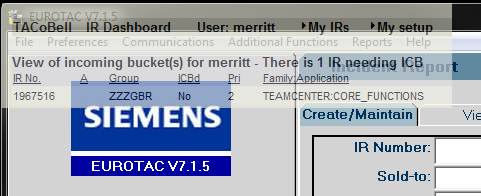 EUROTAC V7.1.5
TACoBell IR Dashboard User: merritt My IRs My setup
File Preferences Communications Additional Functions Reports Help
View of incoming bucket(s) for merritt - There is 1 IR needing ICB
Incident Report
IR No. A Group ICBd Pri Family:Application
1967516 ZZZGBR No 2 TEAMCENTER:CORE_FUNCTIONS
SIEMENS
Create/Maintain Vie
IR Number:
EUROTAC V7.1.5
Sold-to: